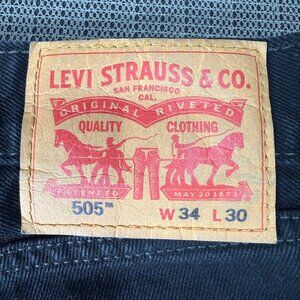 LEVI STRAUSS & CO.
SAN FRANCISCO
CAL.
ORIGINAL RIVETED
QUALITY CLOTHING
PATENTED MAY 20 1873
505™ W 34 L 30